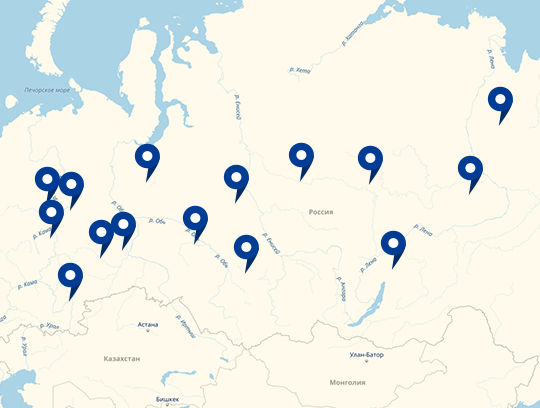 р. Лена
р. Хатанга
р. Хета
Печорское море
р. Енисей
р. Обь
Россия
р. Обь
р. Кама
р. Лена
р. Енисей
р. Обь
р. Лена
р. Кама
р. Ангара
р. Иртыш
Астана
р. Урал
р. Урал
Улан-Батор
Казахстан
Монголия
Бишкек